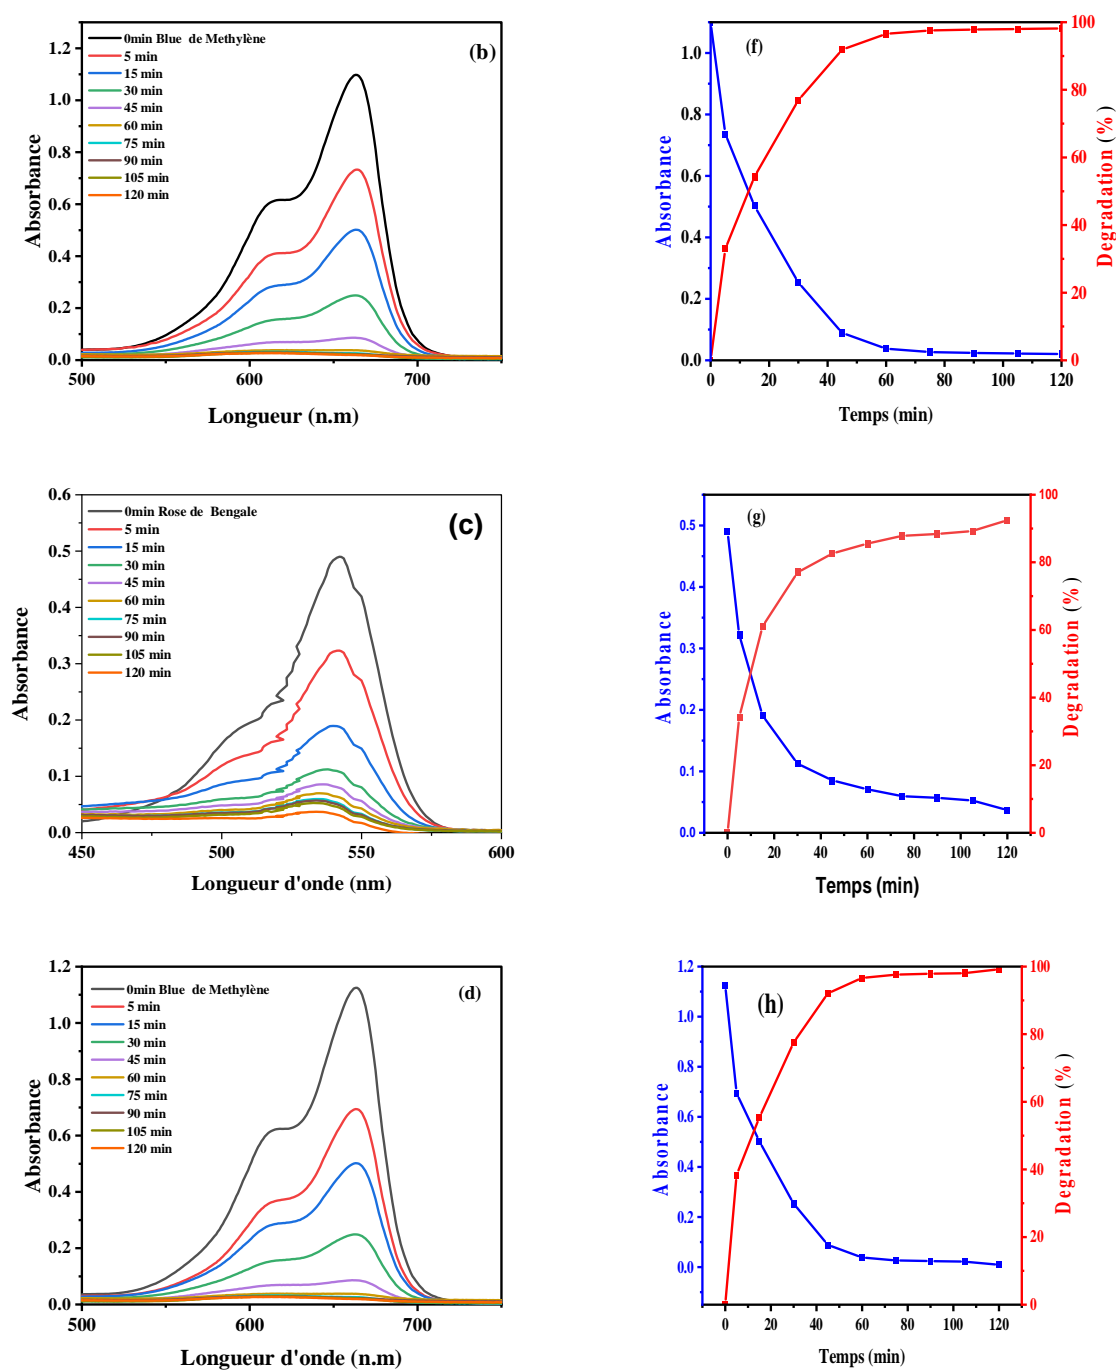 (b)
0min Blue de Methylène
5 min
15 min
30 min
45 min
60 min
75 min
90 min
105 min
120 min
Absorbance
1.2
1.0
0.8
0.6
0.4
0.2
0.0
500
600
700
Longueur (n.m)
(f)
Absorbance
1.0
0.8
0.6
0.4
0.2
0.0
0
20
40
60
80
100
120
Temps (min)
100
80
60
40
20
0
Degradation (%)
(c)
0min Rose de Bengale
5 min
15 min
30 min
45 min
60 min
75 min
90 min
105 min
120 min
Absorbance
0.6
0.5
0.4
0.3
0.2
0.1
0.0
450
500
550
600
Longueur d'onde (nm)
(g)
Absorbance
0.5
0.4
0.3
0.2
0.1
0.0
0
20
40
60
80
100
120
Temps (min)
100
80
60
40
20
0
Degradation (%)
(d)
0min Blue de Methylène
5 min
15 min
30 min
45 min
60 min
75 min
90 min
105 min
120 min
Absorbance
1.2
1.0
0.8
0.6
0.4
0.2
0.0
500
600
700
Longueur d'onde (n.m)
(h)
Absorbance
1.2
1.0
0.8
0.6
0.4
0.2
0.0
0
20
40
60
80
100
120
Temps (min)
100
80
60
40
20
0
Degradation (%)